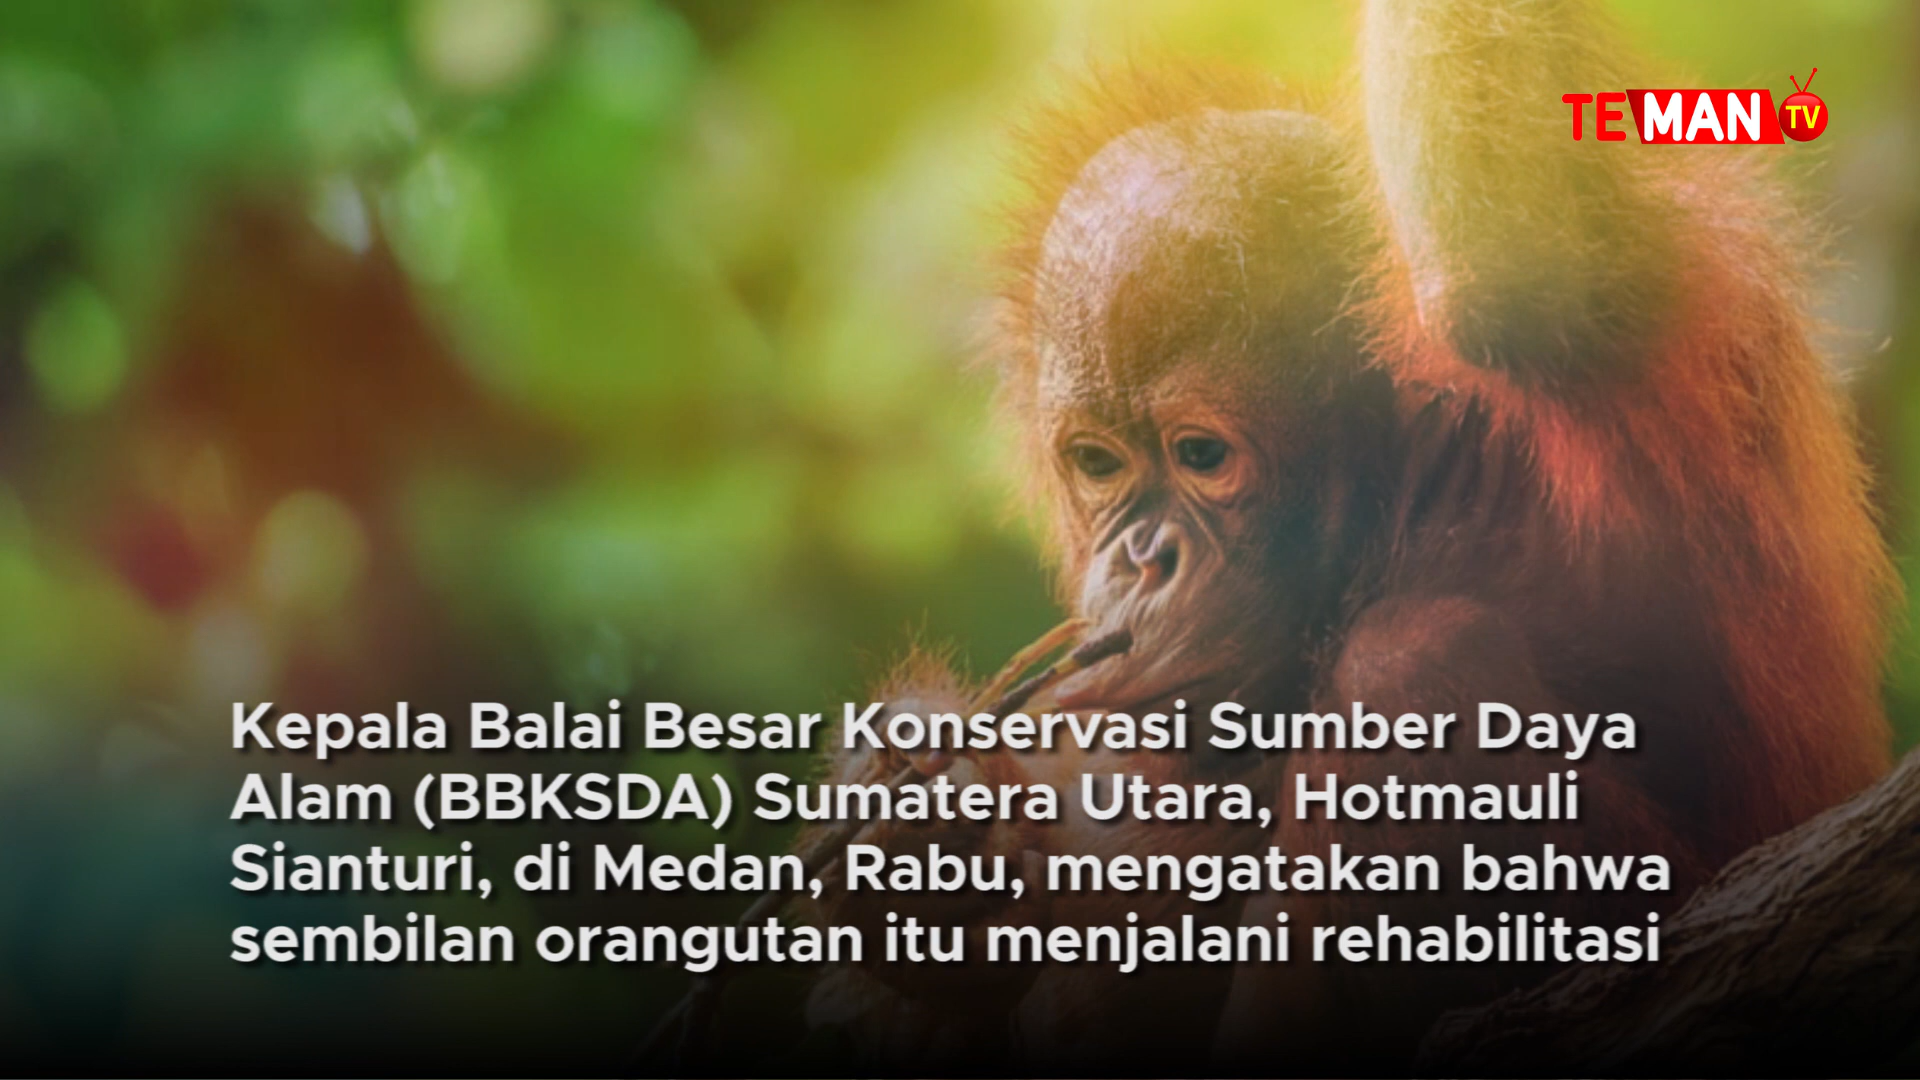 TEMAN TV
Kepala Balai Besar Konservasi Sumber Daya
Alam (BBKSDA) Sumatera Utara, Hotmauli
Sianturi, di Medan, Rabu, mengatakan bahwa
sembilan orangutan itu menjalani rehabilitasi